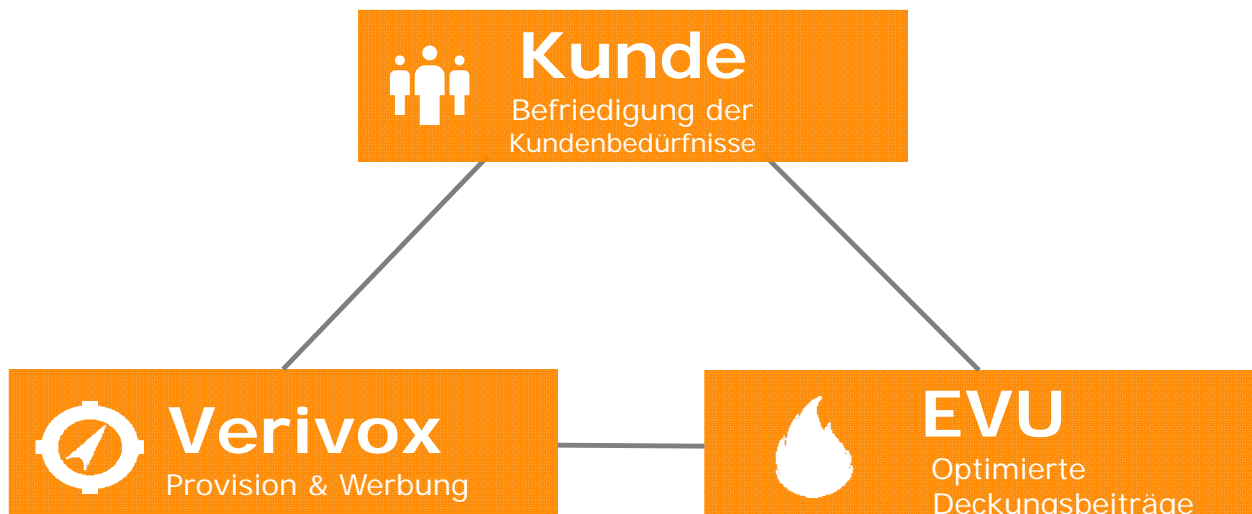 Kunde
Befriedigung der
Kundenbedürfnisse
Verivox
Provision & Werbung
EVU
Optimierte
Deckungsbeiträge